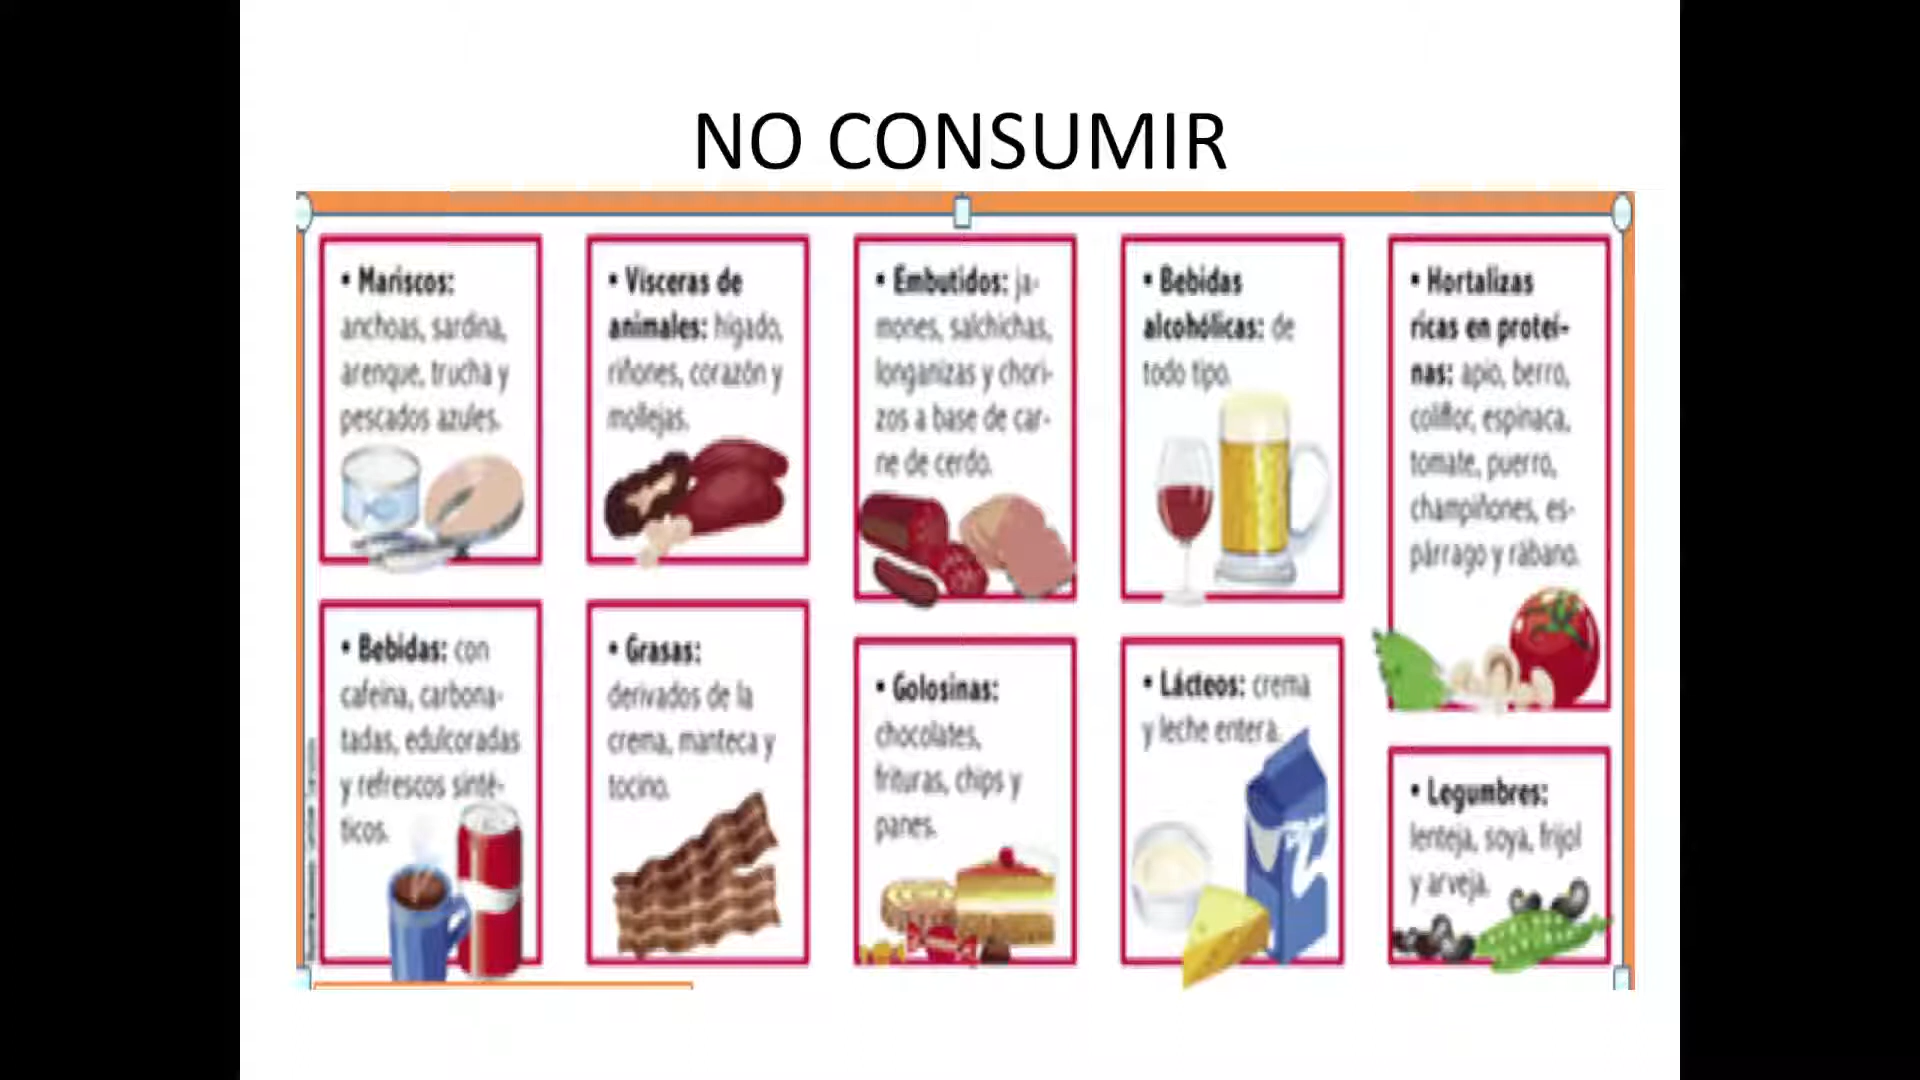 NO CONSUMIR
• Mariscos:
anchoas, sardina,
arenque, trucha y
pescados azules.
• Vísceras de
animales: hígado,
riñones, corazón y
mollejas.
• Embutidos: ja-
mones, salchichas,
longanizas y chori-
zos a base de car-
ne de cerdo.
• Bebidas
alcohólicas: de
todo tipo.
• Hortalizas
ricas en proteí-
nas: apio, berro,
coliflor, espinaca,
tomate, puerro,
champiñones, es-
párrago y rábano.
• Bebidas: con
cafeína, carbona-
tadas, edulcoradas
y refrescos sinté-
ticos.
• Grasas:
derivados de la
crema, manteca y
tocino.
• Golosinas:
chocolates,
frituras, chips y
panes.
• Lácteos: crema
y leche entera.
• Legumbres:
lenteja, soya, frijol
y arveja.